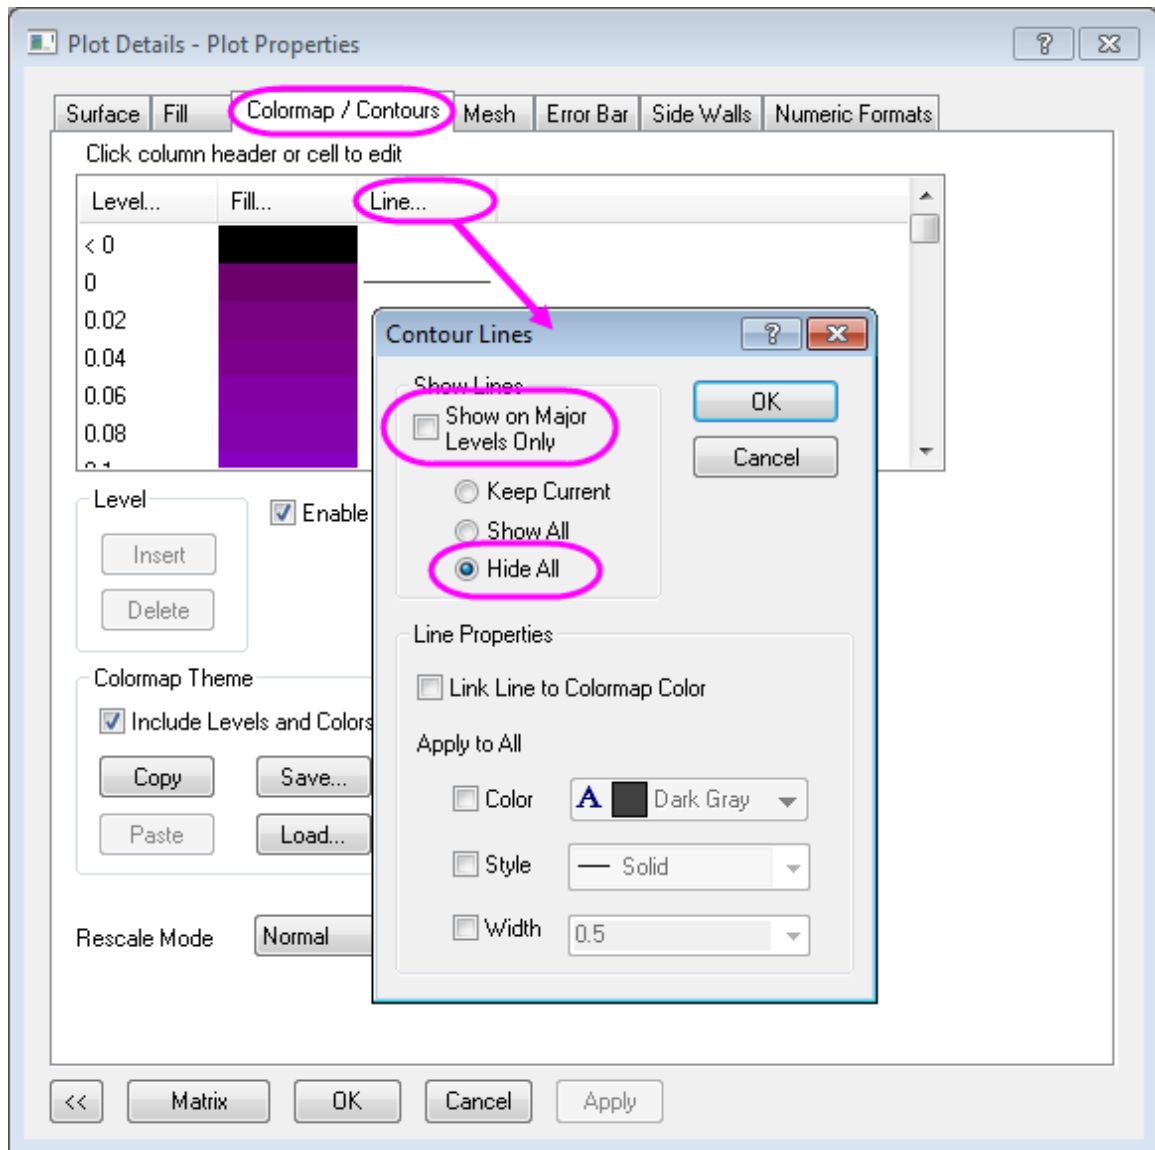 Plot Details - Plot Properties
Surface Fill Colormap / Contours Mesh Error Bar Side Walls Numeric Formats
Click column header or cell to edit
Level... Fill... Line...
< 0
0
0.02
0.04
0.06
0.08
Contour Lines
Show Lines
Show on Major
Levels Only
Keep Current
Show All
Hide All
OK
Cancel
Line Properties
Link Line to Colormap Color
Apply to All
Color A Dark Gray
Style Solid
Width 0.5
Level
Insert
Delete
Enable
Colormap Theme
Include Levels and Colors
Copy Save...
Paste Load...
Rescale Mode Normal
<< Matrix OK Cancel Apply